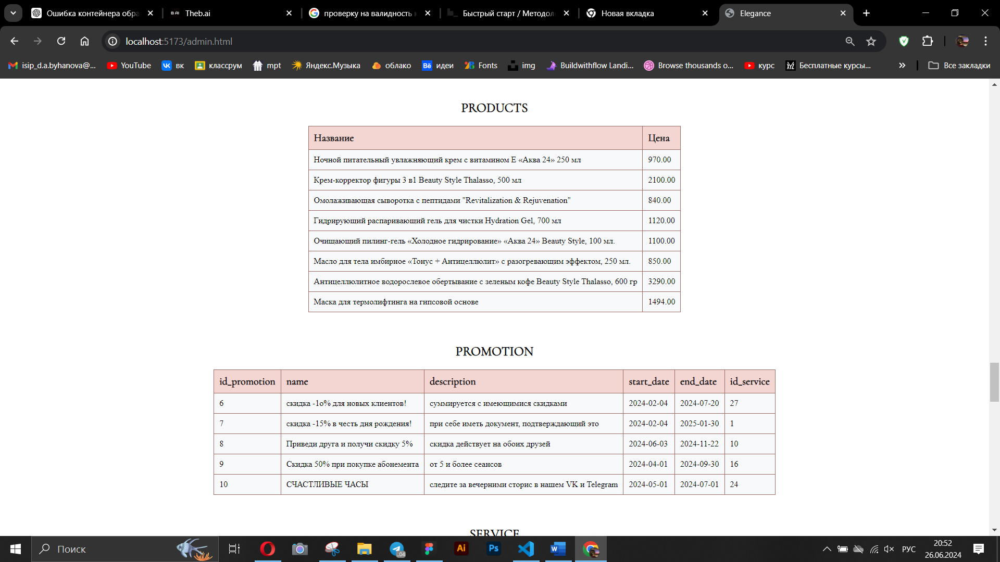 Ошибка контейнера обра
Theb.ai
проверку на валидность к
Быстрый старт / Методол
Новая вкладка
Elegance
localhost:5173/admin.html
isip_d.a.byhanova@...
YouTube
вк
классрум
mpt
Яндекс.Музыка
облако
идеи
Fonts
img
Buildwithflow Landi...
Browse thousands o...
курс
Бесплатные курсы...
Все закладки
PRODUCTS
Название Цена
Ночной питательный увлажняющий крем с витамином Е «Аква 24» 250 мл 970.00
Крем-корректор фигуры 3 в1 Beauty Style Thalasso, 500 мл 2100.00
Омолаживающая сыворотка с пептидами "Revitalization & Rejuvenation" 840.00
Гидрирующий распаривающий гель для чистки Hydration Gel, 700 мл 1120.00
Очищающий пилинг-гель «Холодное гидрирование» «Аква 24» Beauty Style, 100 мл. 1100.00
Масло для тела имбирное «Тонус + Антицеллюлит» с разогревающим эффектом, 250 мл. 850.00
Антицеллюлитное водорослевое обертывание с зеленым кофе Beauty Style Thalasso, 600 гр 3290.00
Маска для термолифтинга на гипсовой основе 1494.00
PROMOTION
id_promotion name description start_date end_date id_service
6 скидка -1о% для новых клиентов! суммируется с имеющимися скидками 2024-02-04 2024-07-20 27
7 скидка -15% в честь дня рождения! при себе иметь документ, подтверждающий это 2024-02-04 2025-01-30 1
8 Приведи друга и получи скидку 5% скидка действует на обоих друзей 2024-06-03 2024-11-22 10
9 Скидка 50% при покупке абонемента от 5 и более сеансов 2024-04-01 2024-09-30 16
10 СЧАСТЛИВЫЕ ЧАСЫ следите за вечерними сторис в нашем VK и Telegram 2024-05-01 2024-07-01 24
SERVICE
Поиск
РУС
20:52
26.06.2024